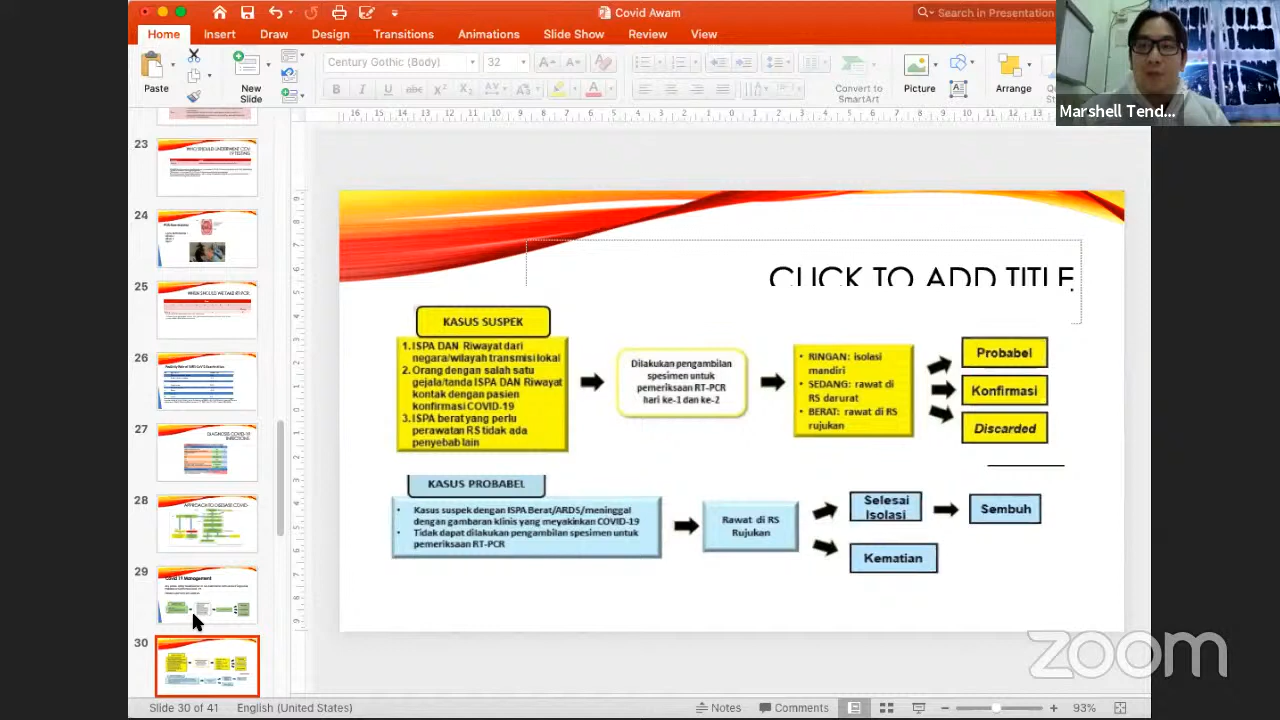 Covid Awam
Search in Presentation
Home Insert Draw Design Transitions Animations Slide Show Review View
Paste
New
Slide
Century Gothic (Body)
32
Convert to
SmartArt
Picture
Arrange
Marshell Tend...
23
24
25
26
27
DIAGNOSIS COVID-19
28
29
Covid 19 Management
30
CLICK TO ADD TITLE
KASUS SUSPEK
1. ISPA DAN Riwayat dari
negara/wilayah transmisi lokal
2. Orang dengan salah satu
gejala/tanda ISPA DAN Riwayat
kontak dengan pasien
konfirmasi COVID-19
3. ISPA berat yang perlu
perawatan RS tidak ada
penyebab lain
Dilakukan pengambilan
spesimen untuk
pemeriksaan RT-PCR
hari ke-1 dan ke-2
• RINGAN: isolasi
mandiri
• SEDANG: rawat di
RS darurat
• BERAT: rawat di RS
rujukan
Probabel
Konfirmasi
Discarded
KASUS PROBABEL
Kasus suspek dengan ISPA Berat/ARDS/meninggal
dengan gambaran klinis yang meyakinkan COVID-19
• Tidak dapat dilakukan pengambilan spesimen untuk
pemeriksaan RT-PCR
Rawat di RS
Rujukan
Selesai
Isolasi
Sembuh
Kematian
zoom
Slide 30 of 41 English (United States)
Notes Comments 93%